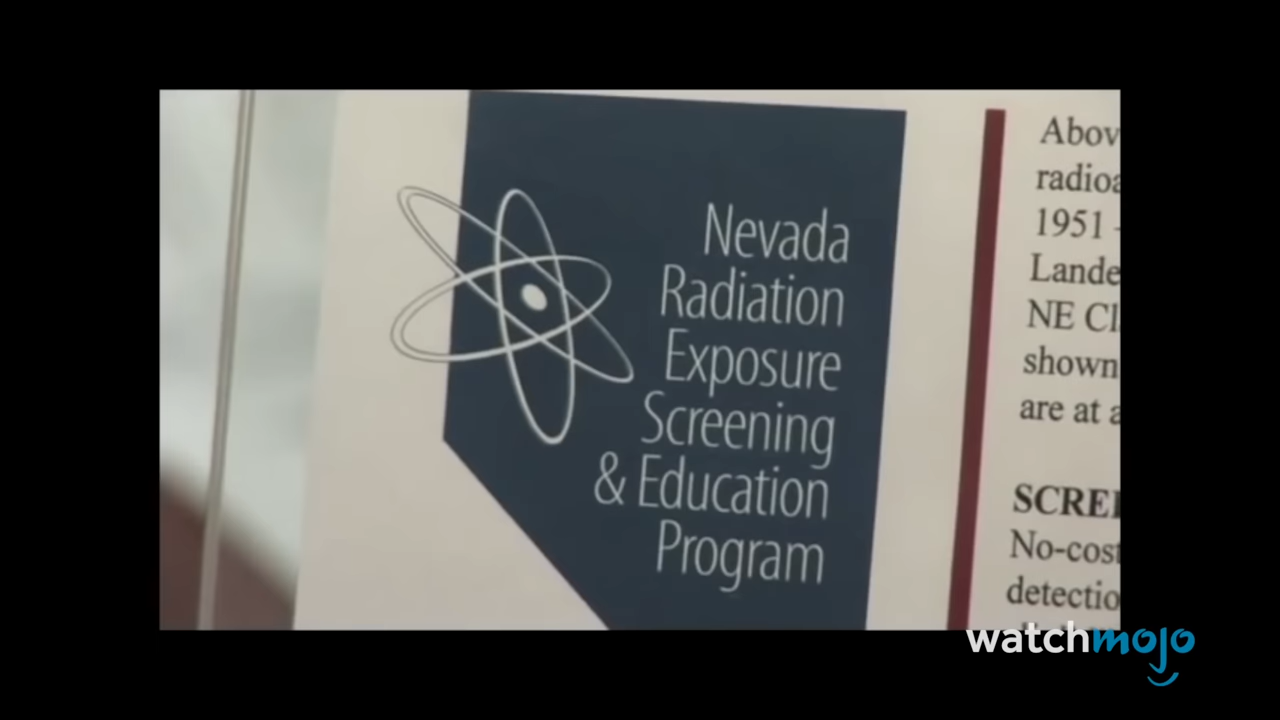 Nevada
Radiation
Exposure
Screening
& Education
Program
Abov
radioa
1951 -
Lande
NE Cl
shown
are at a
SCREE
No-cost
detectio
watchmojo